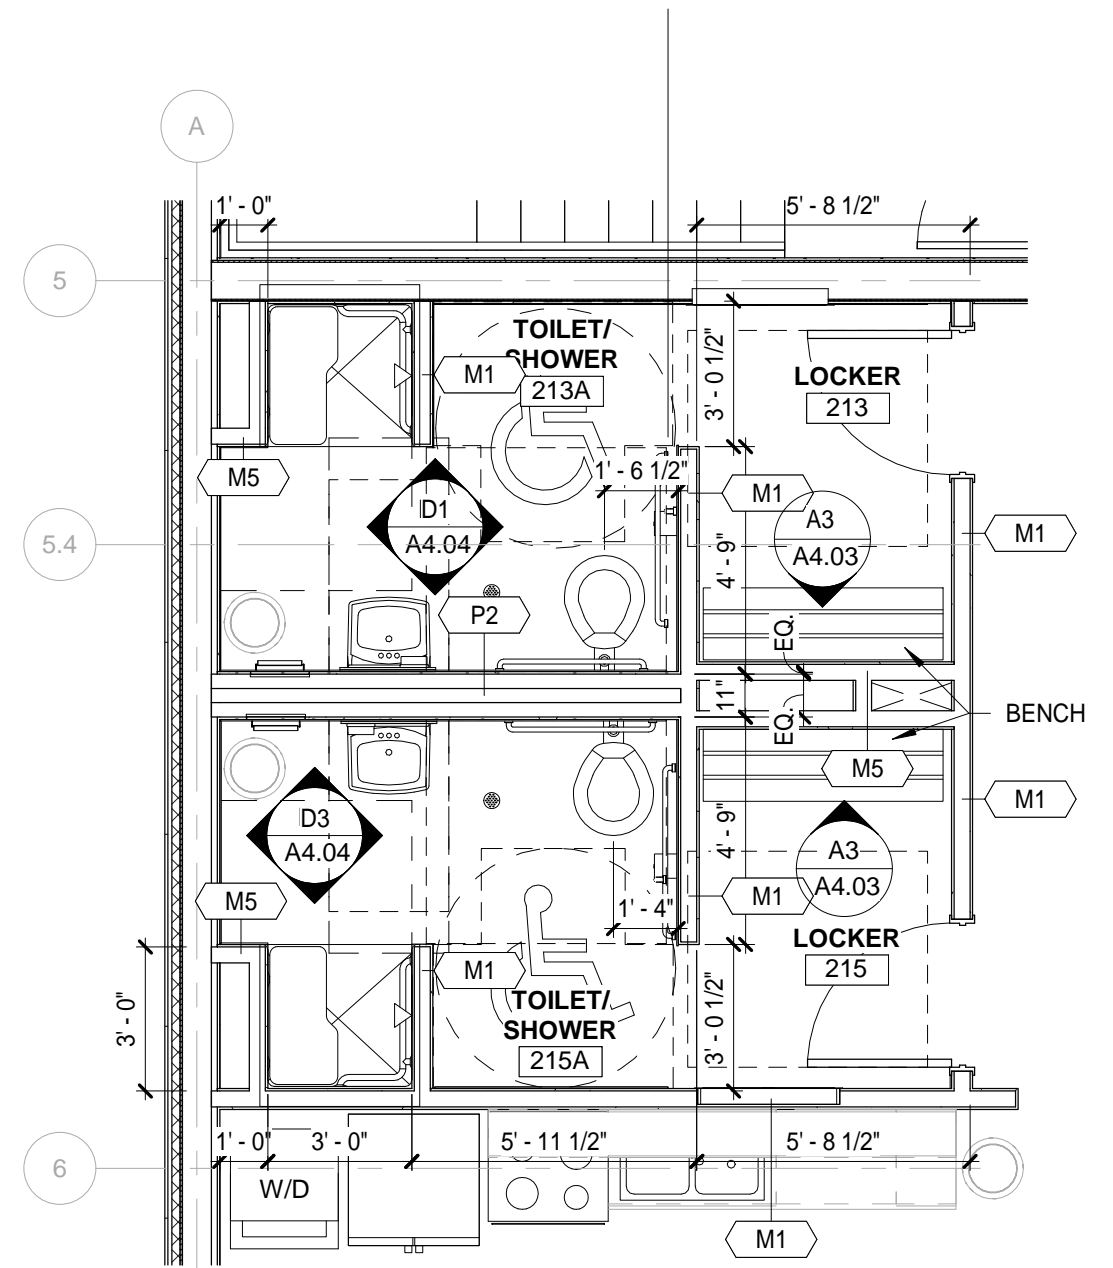 A
1' - 0"
5' - 8 1/2"
5
TOILET/
SHOWER
213A
M1
3' - 0 1/2"
LOCKER
213
M5
1' - 6 1/2"
M1
D1
A4.04
A3
A4.03
M1
5.4
4' - 9"
P2
EQ.
11"
EQ.
BENCH
M5
M1
D3
A4.04
4' - 9"
A3
A4.03
M5
M1
1' - 4"
LOCKER
215
M1
TOILET/
SHOWER
215A
3' - 0"
3' - 0 1/2"
6
1' - 0"
3' - 0"
5' - 11 1/2"
5' - 8 1/2"
W/D
M1